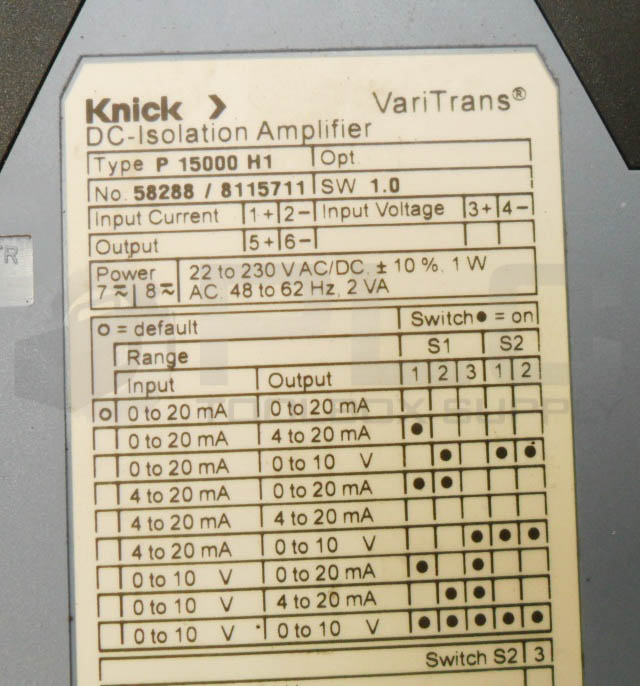 Knick > VariTrans®
DC-Isolation Amplifier
Type P 15000 H1 Opt.
No. 58288 / 8115711 SW 1.0
Input Current 1+ 2− Input Voltage 3+ 4−
Output 5+ 6−
Power 22 to 230 V AC/DC, ± 10 %, 1 W
7≂ 8≂ AC, 48 to 62 Hz, 2 VA
o = default Switch● = on
Range S1 S2
Input Output 1 2 3 1 2
o 0 to 20 mA 0 to 20 mA
0 to 20 mA 4 to 20 mA ●
0 to 20 mA 0 to 10 V ● ● ●
4 to 20 mA 0 to 20 mA ● ●
4 to 20 mA 4 to 20 mA
4 to 20 mA 0 to 10 V ● ● ●
0 to 10 V 0 to 20 mA ● ●
0 to 10 V 4 to 20 mA ● ●
0 to 10 V 0 to 10 V ● ● ● ● ●
Switch S2 3
TR
PLC
TOOLBOX SUPPLY